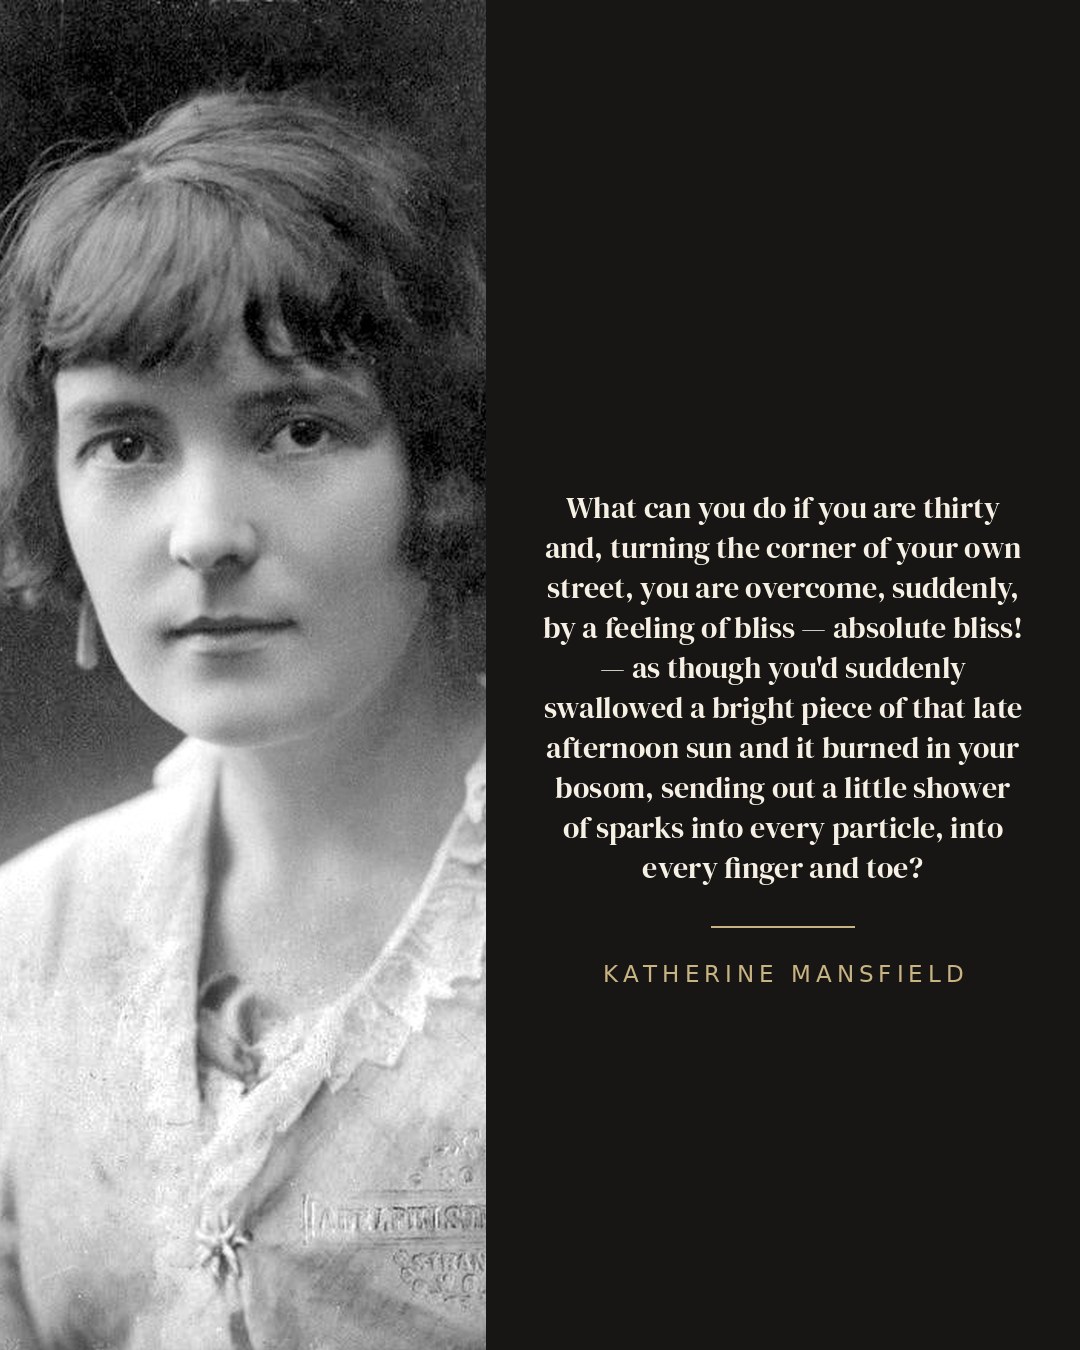 What can you do if you are thirty
and, turning the corner of your own
street, you are overcome, suddenly,
by a feeling of bliss — absolute bliss!
— as though you'd suddenly
swallowed a bright piece of that late
afternoon sun and it burned in your
bosom, sending out a little shower
of sparks into every particle, into
every finger and toe?
KATHERINE MANSFIELD